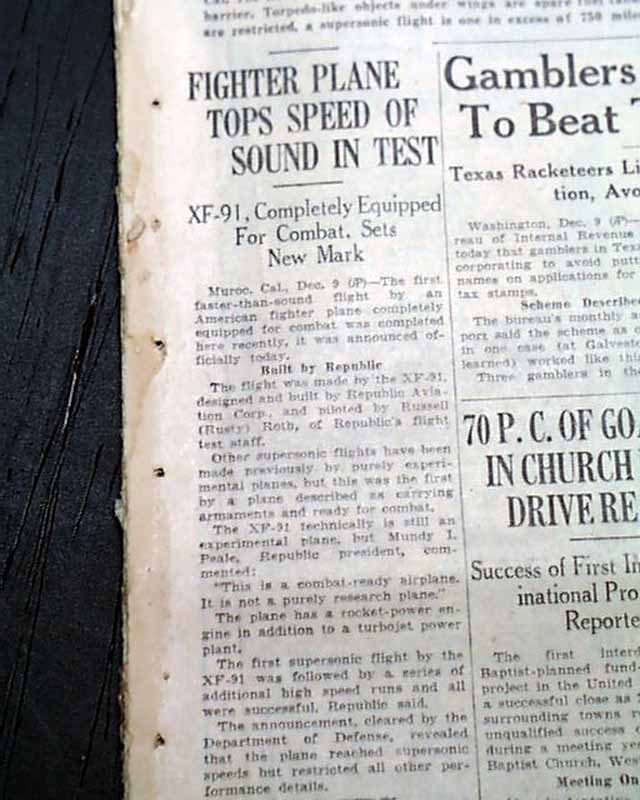 barrier. Torpedo-like objects under wings are spare fuel
are restricted, a supersonic flight is one in excess of 750
FIGHTER PLANE
TOPS SPEED OF
SOUND IN TEST
XF-91, Completely Equipped
For Combat, Sets
New Mark
Muroc, Cal., Dec. 9 (/P)—The first
faster-than-sound flight by an
American fighter plane completely
equipped for combat was completed
here recently, it was announced of-
ficially today.
Built by Republic
The flight was made by the XF-91,
designed and built by Republic Avia-
tion Corp., and piloted by Russell
(Rusty) Roth, of Republic's flight
test staff.
Other supersonic flights have been
made previously by purely experi-
mental planes, but this was the first
by a plane described as carrying
armaments and ready for combat.
The XF-91 technically is still an
experimental plane, but Mundy I.
Peale, Republic president, com-
mented:
"This is a combat-ready airplane.
It is not a purely research plane."
The plane has a rocket-power en-
gine in addition to a turbojet power
plant.
The first supersonic flight by the
XF-91 was followed by a series of
additional high speed runs and all
were successful, Republic said.
The announcement, cleared by the
Department of Defense, revealed
that the plane reached supersonic
speeds but restricted all other per-
formance details.
Gamblers
To Beat
Texas Racketeers Li
tion, Avo
Washington, Dec. 9 (/P)—
reau of Internal Revenue
today that gamblers in Texa
corporating to avoid putt
names on applications for
tax stamps.
Scheme Describe
The bureau's monthly
port said the scheme as
in one case (at Galvesto
learned) worked like this
Three gamblers in the
70 P. C. OF GO
IN CHURCH
DRIVE RE
Success of First In
inational Pro
Reporte
The first interd
Baptist-planned fund-
project in the United
a successful close as
surrounding towns
unqualified success
during a meeting ye
Baptist Church, Wes
Meeting On